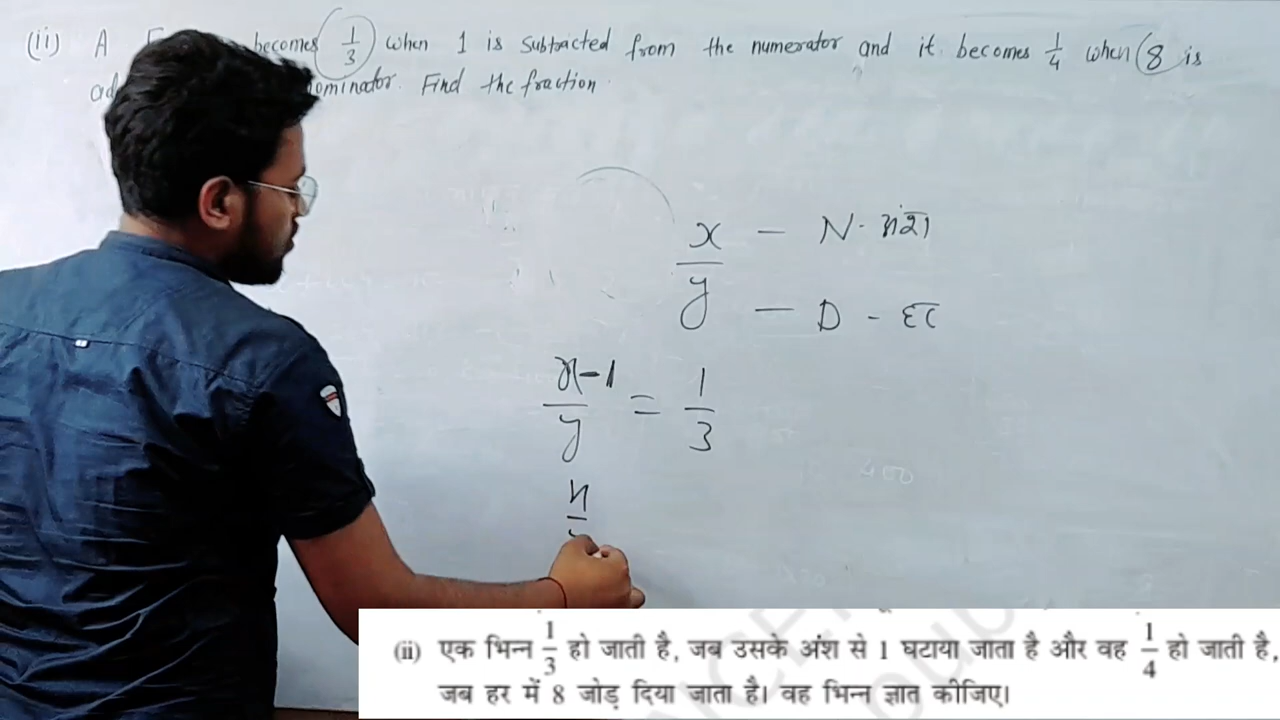 (ii) A becomes 1/3 when 1 is subtracted from the numerator and it becomes 1/4 when 8 is
Find the fraction.
x/y
— N - अंश
— D - हर
x-1/y = 1/3
x
400
(ii) एक भिन्न 1/3 हो जाती है, जब उसके अंश से 1 घटाया जाता है और वह 1/4 हो जाती है,
जब हर में 8 जोड़ दिया जाता है। वह भिन्न ज्ञात कीजिए।